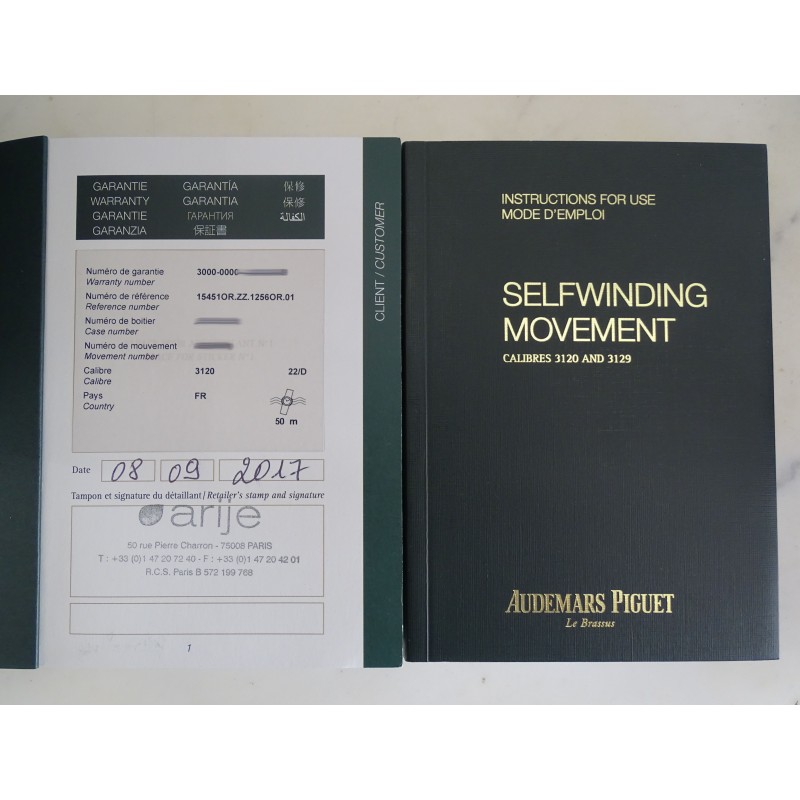 GARANTIE GARANTÍA 保修
WARRANTY GARANTIA 保修
GARANTIE ГАРАНТИЯ الكفالة
GARANZIA 保証書
Numéro de garantie 3000-000
Warranty number
Numéro de référence 15451OR.ZZ.1256OR.01
Reference number
Numéro de boitier
Case number
Numéro de mouvement
Movement number
Calibre 3120 22/D
Calibre
Pays FR
Country
50 m
Date 08 09 2017
Tampon et signature du détaillant / Retailer's stamp and signature
arije
50 rue Pierre Charron - 75008 PARIS
T : +33 (0)1 47 20 72 40 - F : +33 (0)1 47 20 42 01
R.C.S. Paris B 572 199 768
1
CLIENT / CUSTOMER
INSTRUCTIONS FOR USE
MODE D'EMPLOI
SELFWINDING
MOVEMENT
CALIBRES 3120 AND 3129
AUDEMARS PIGUET
Le Brassus